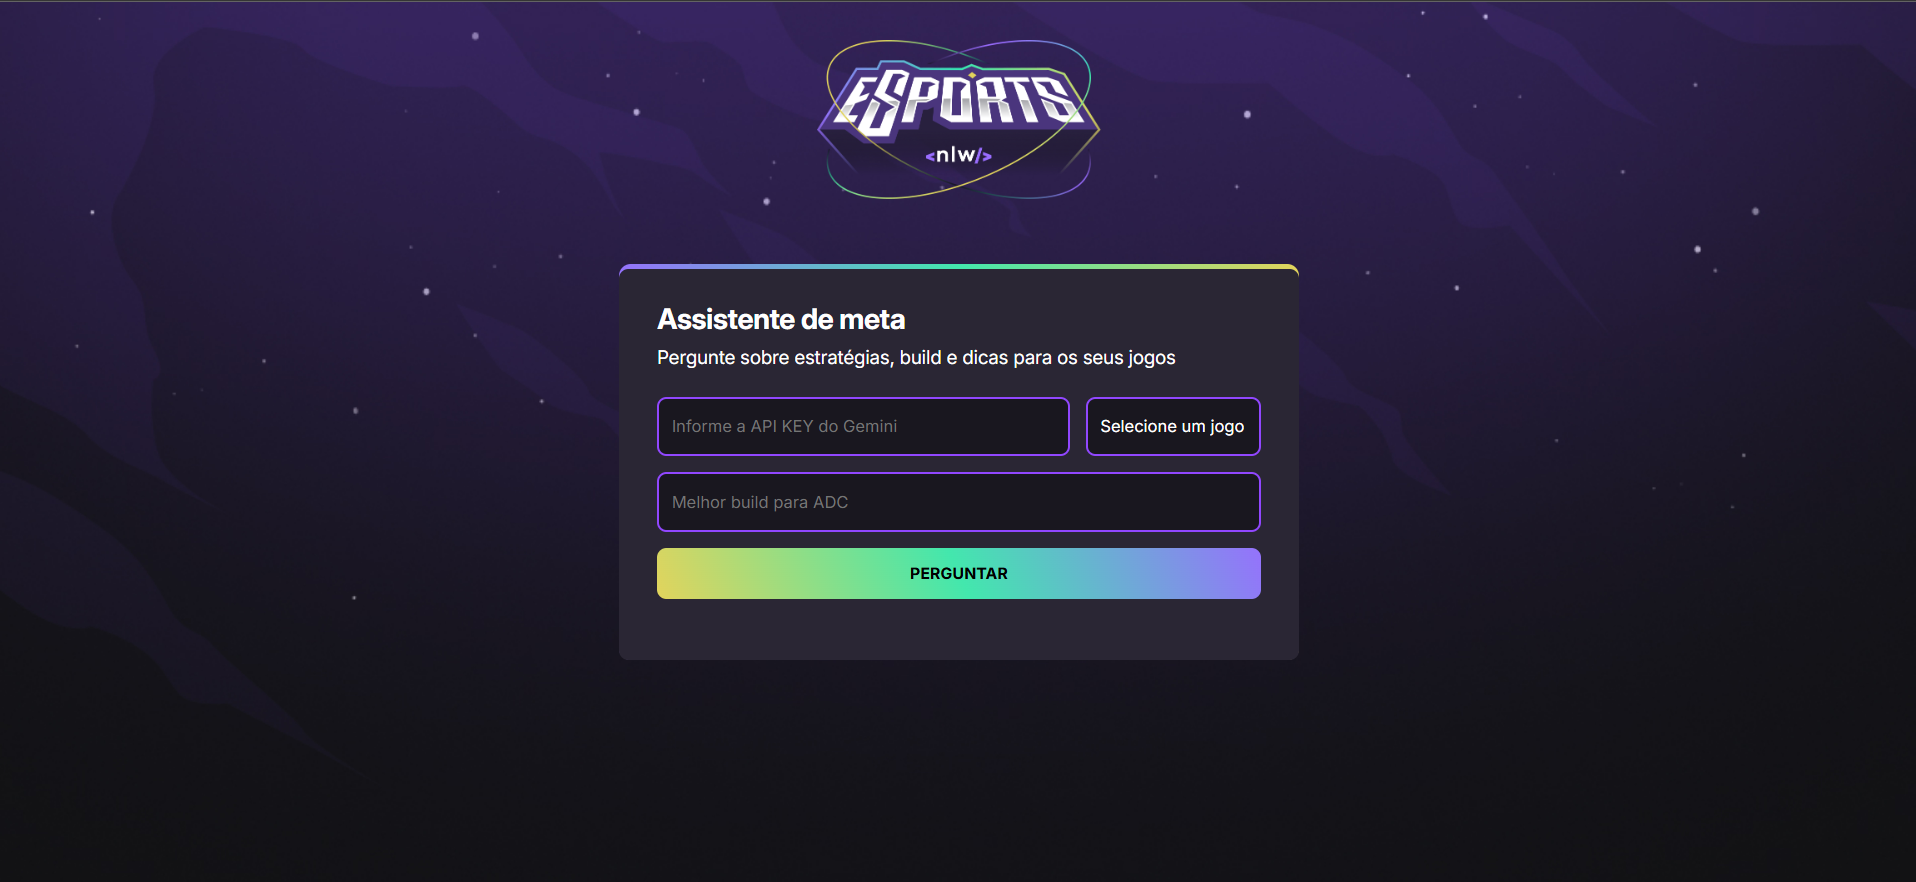 eSPORTS
<nlw/>
Assistente de meta
Pergunte sobre estratégias, build e dicas para os seus jogos
Informe a API KEY do Gemini
Selecione um jogo
Melhor build para ADC
PERGUNTAR